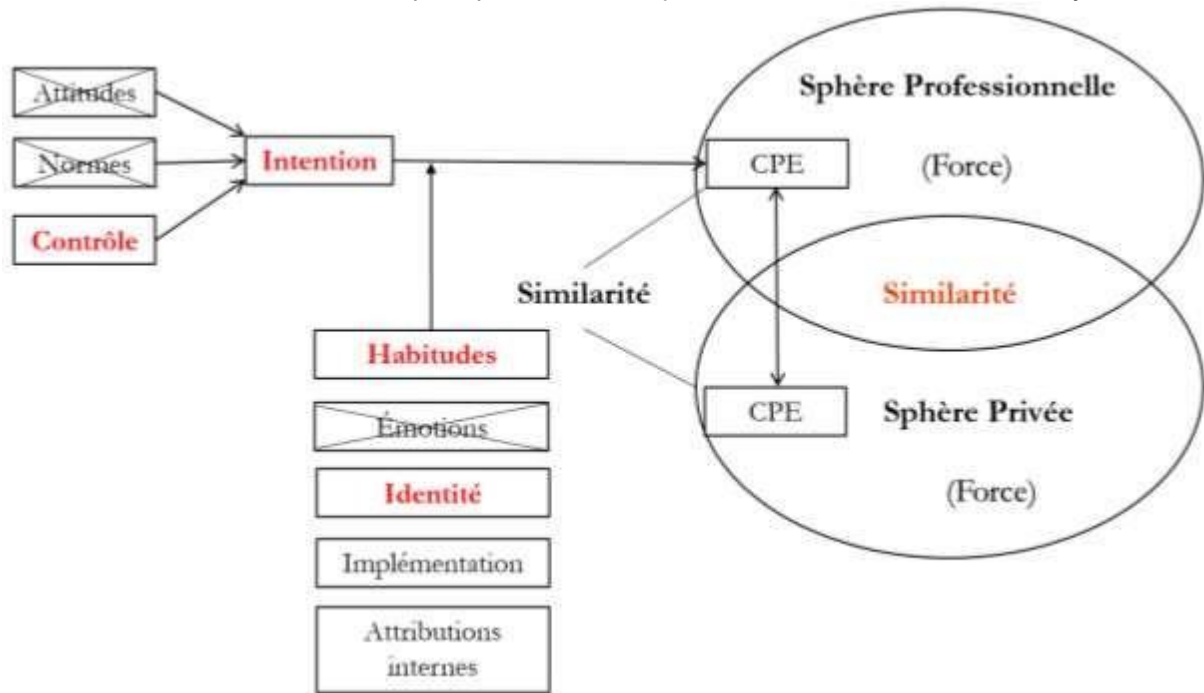 Attitudes
Normes
Contrôle
Intention
Habitudes
Émotions
Identité
Implémentation
Attributions
internes
Similarité
Sphère Professionnelle
CPE
(Force)
Similarité
CPE
Sphère Privée
(Force)